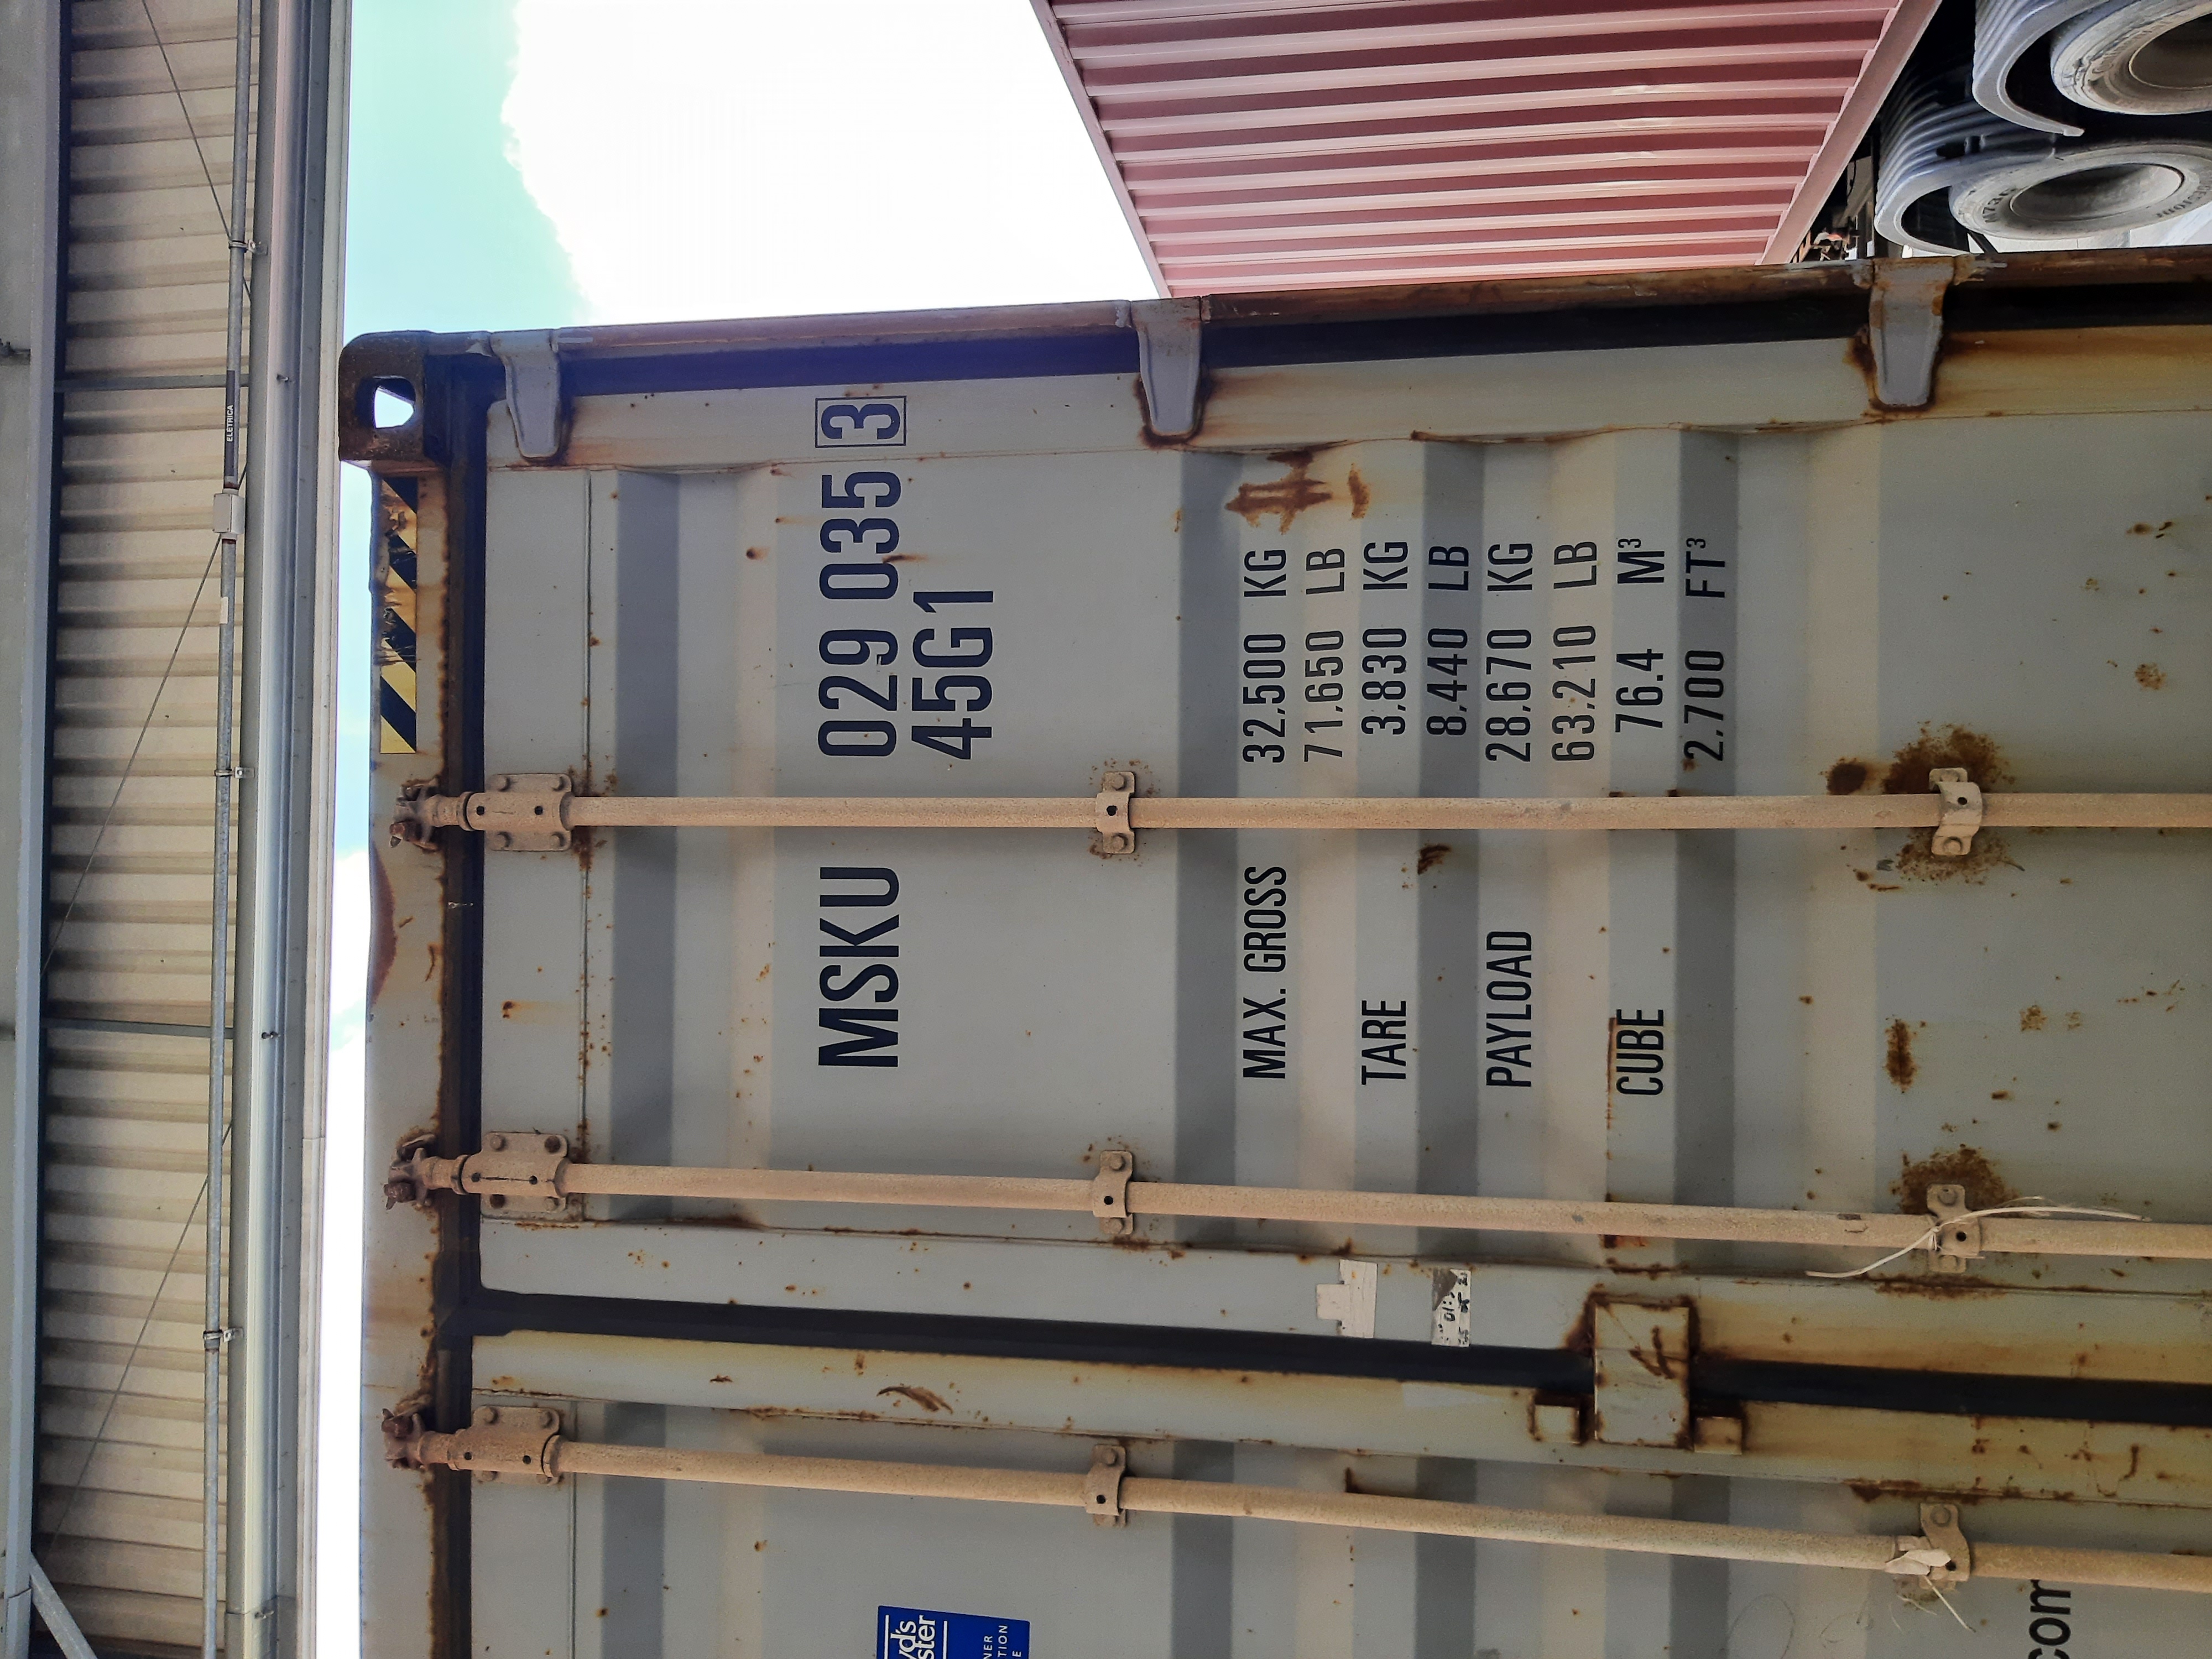 MSKU 029 035 3
45G1
MAX. GROSS 32.500 KG
71.650 LB
TARE 3.830 KG
8.440 LB
PAYLOAD 28.670 KG
63.210 LB
CUBE 76.4 M³
2.700 FT³
ELETRICA